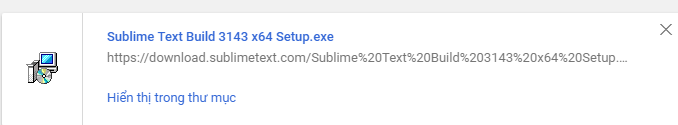 Sublime Text Build 3143 x64 Setup.exe
https://download.sublimetext.com/Sublime%20Text%20Build%203143%20x64%20Setup....
Hiển thị trong thư mục